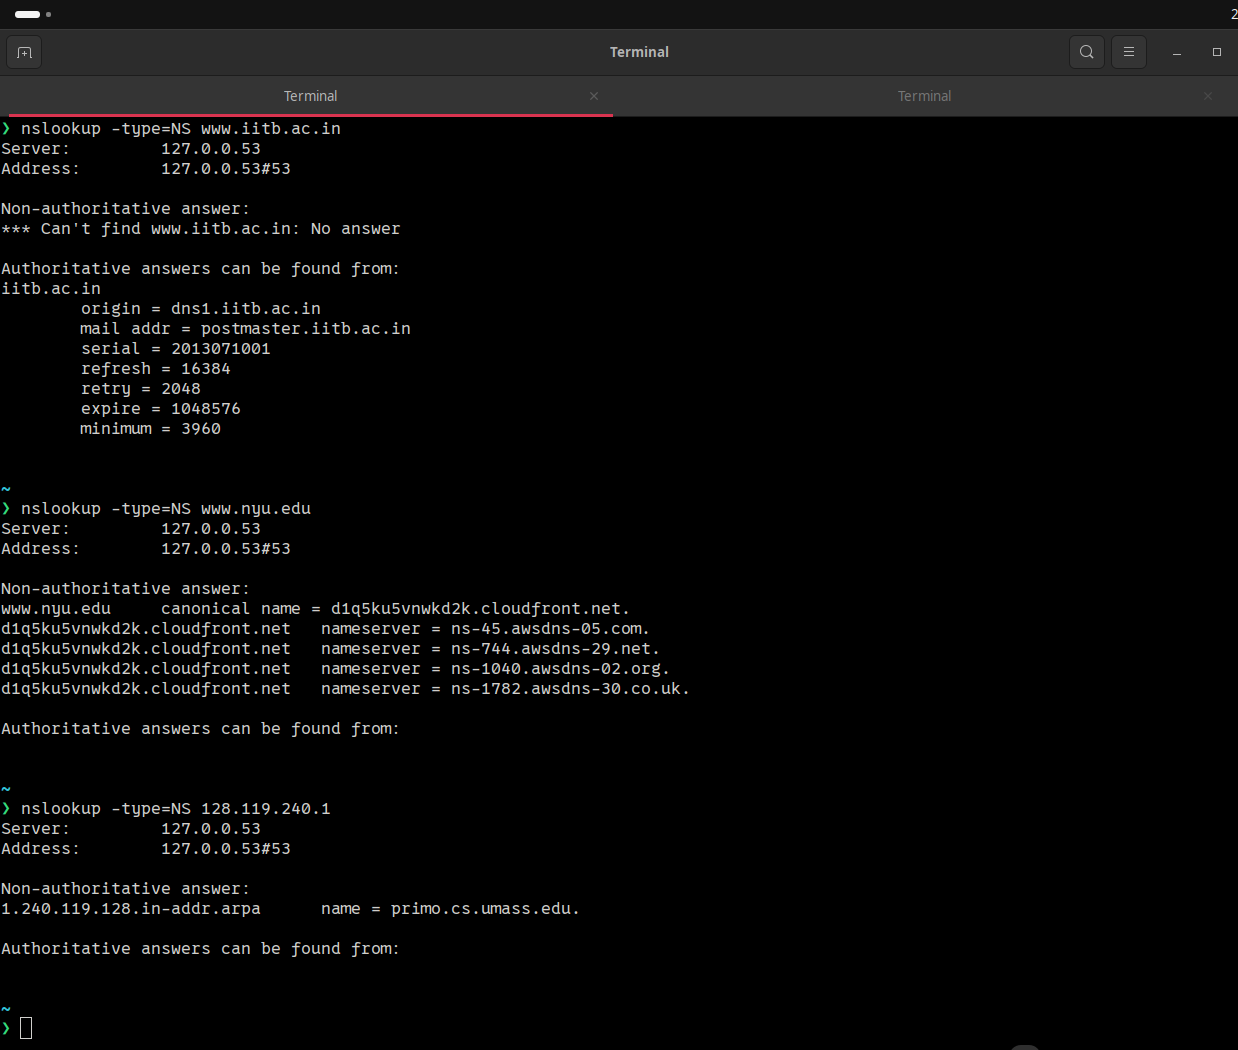 2
Terminal
Terminal × Terminal ×
❯ nslookup -type=NS www.iitb.ac.in
Server:         127.0.0.53
Address:        127.0.0.53#53
Non-authoritative answer:
*** Can't find www.iitb.ac.in: No answer
Authoritative answers can be found from:
iitb.ac.in
        origin = dns1.iitb.ac.in
        mail addr = postmaster.iitb.ac.in
        serial = 2013071001
        refresh = 16384
        retry = 2048
        expire = 1048576
        minimum = 3960
~
❯ nslookup -type=NS www.nyu.edu
Server:         127.0.0.53
Address:        127.0.0.53#53
Non-authoritative answer:
www.nyu.edu     canonical name = d1q5ku5vnwkd2k.cloudfront.net.
d1q5ku5vnwkd2k.cloudfront.net   nameserver = ns-45.awsdns-05.com.
d1q5ku5vnwkd2k.cloudfront.net   nameserver = ns-744.awsdns-29.net.
d1q5ku5vnwkd2k.cloudfront.net   nameserver = ns-1040.awsdns-02.org.
d1q5ku5vnwkd2k.cloudfront.net   nameserver = ns-1782.awsdns-30.co.uk.
Authoritative answers can be found from:
~
❯ nslookup -type=NS 128.119.240.1
Server:         127.0.0.53
Address:        127.0.0.53#53
Non-authoritative answer:
1.240.119.128.in-addr.arpa      name = primo.cs.umass.edu.
Authoritative answers can be found from:
~
❯